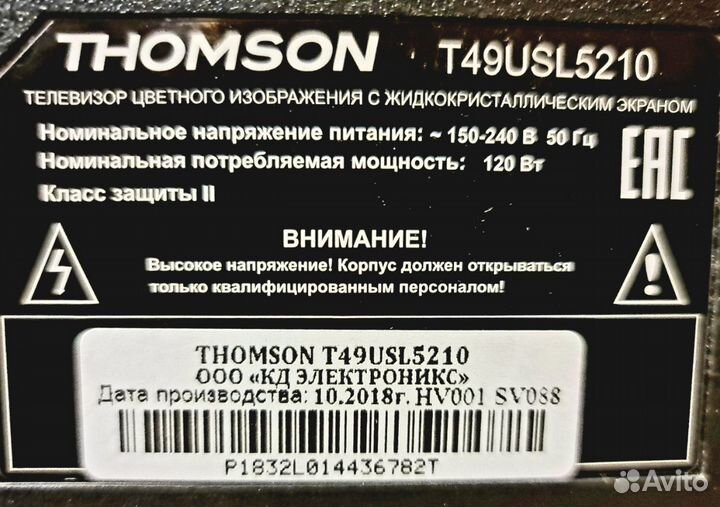 THOMSON T49USL5210
ТЕЛЕВИЗОР ЦВЕТНОГО ИЗОБРАЖЕНИЯ С ЖИДКОКРИСТАЛЛИЧЕСКИМ ЭКРАНОМ
Номинальное напряжение питания: ~ 150-240 В 50 Гц
Номинальная потребляемая мощность: 120 Вт
Класс защиты II
EAC
ВНИМАНИЕ!
Высокое напряжение! Корпус должен открываться
только квалифицированным персоналом!
THOMSON T49USL5210
ООО «КД ЭЛЕКТРОНИКС»
Дата производства: 10.2018г. HV001 SV088
P1832L014436782T
Avito